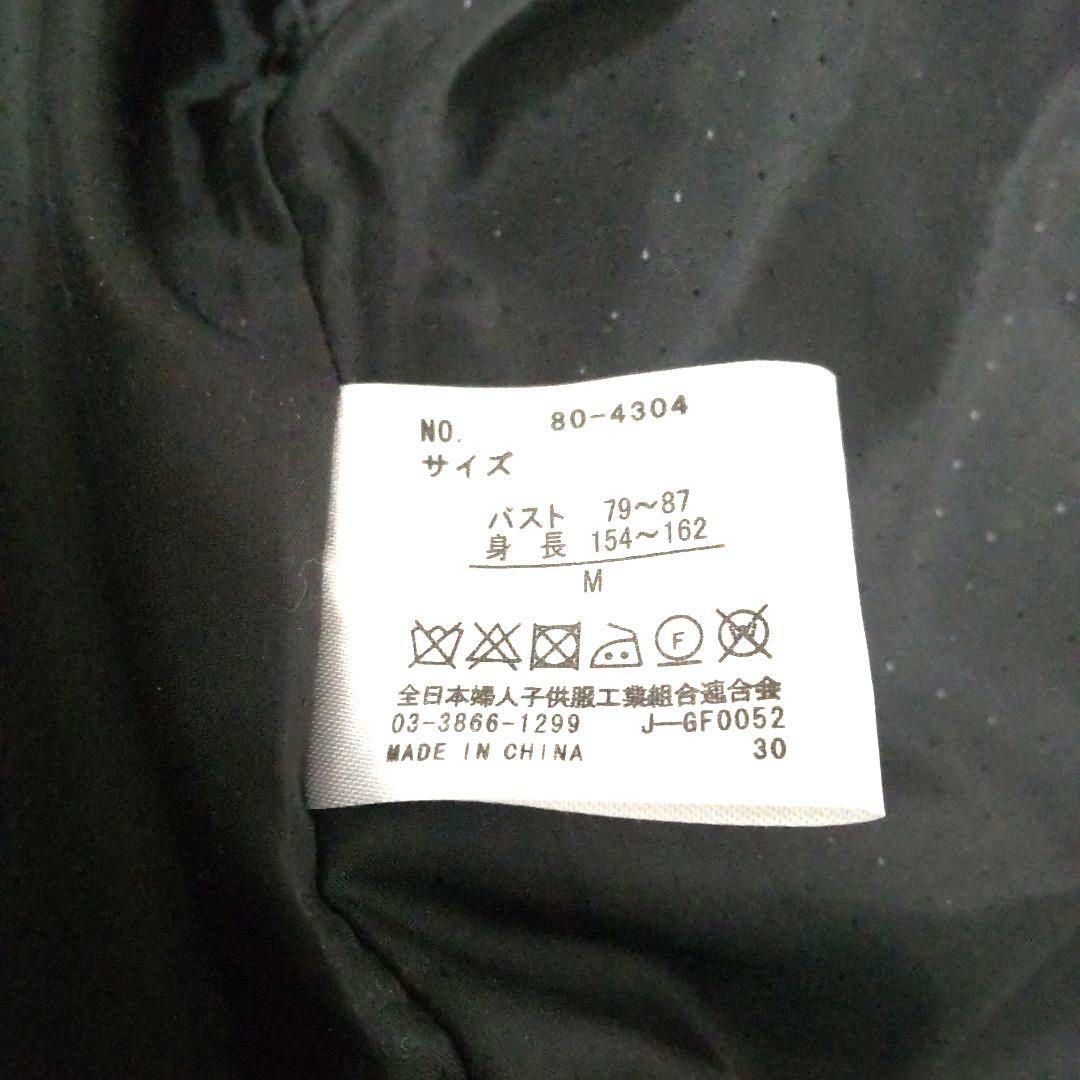 NO. 80-4304
サイズ
バスト 79~87
身長 154~162
M
F W
全日本婦人子供服工業組合連合会
03-3866-1299 J-GF0052
MADE IN CHINA 30